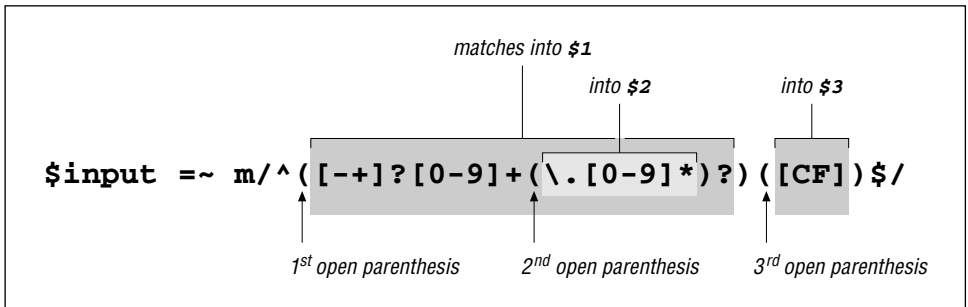 matches into $1
into $2 into $3
$input =~ m/^([-+]?[0-9]+(\.[0-9]*)?)([CF])$/
1st open parenthesis 2nd open parenthesis 3rd open parenthesis